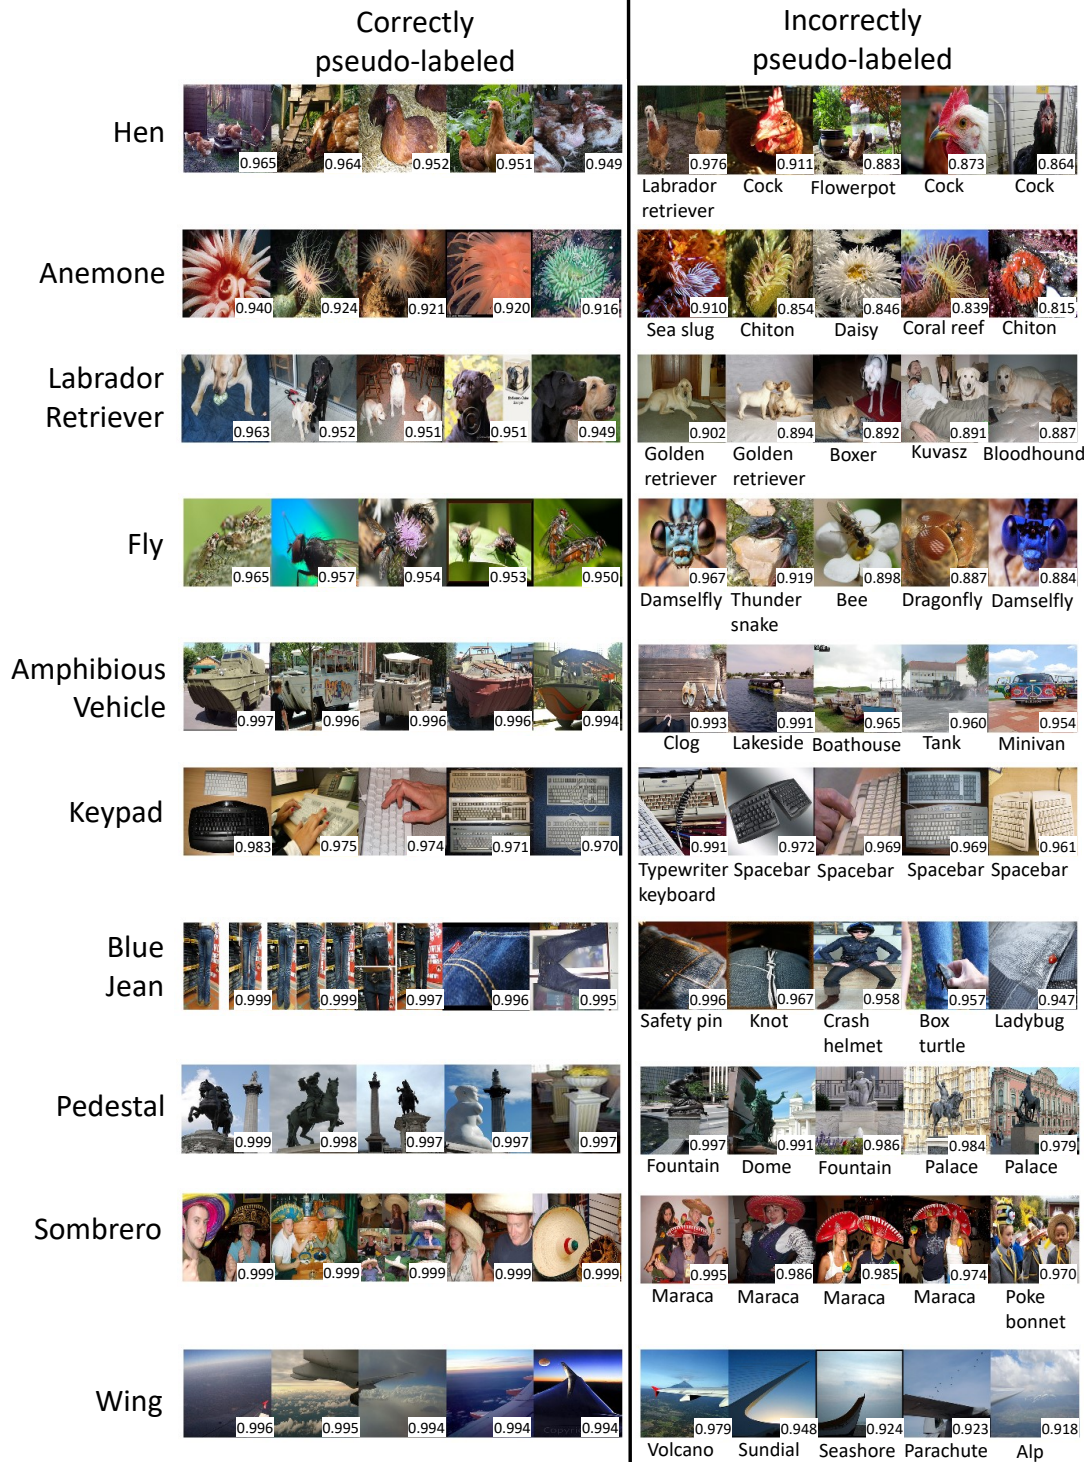 Correctly
pseudo-labeled
Incorrectly
pseudo-labeled
Hen
0.965 0.964 0.952 0.951 0.949
0.976 0.911 0.883 0.873 0.864
Labrador retriever
Cock
Flowerpot
Cock
Cock
Anemone
0.940 0.924 0.921 0.920 0.916
0.910 0.854 0.846 0.839 0.815
Sea slug
Chiton
Daisy
Coral reef
Chiton
Labrador
Retriever
0.963 0.952 0.951 0.951 0.949
0.902 0.894 0.892 0.891 0.887
Golden retriever
Golden retriever
Boxer
Kuvasz
Bloodhound
Fly
0.965 0.957 0.954 0.953 0.950
0.967 0.919 0.898 0.887 0.884
Damselfly
Thunder snake
Bee
Dragonfly
Damselfly
Amphibious
Vehicle
0.997 0.996 0.996 0.996 0.994
0.993 0.991 0.965 0.960 0.954
Clog
Lakeside
Boathouse
Tank
Minivan
Keypad
0.983 0.975 0.974 0.971 0.970
0.991 0.972 0.969 0.969 0.961
Typewriter keyboard
Spacebar
Spacebar
Spacebar
Spacebar
Blue
Jean
0.999 0.999 0.997 0.996 0.995
0.996 0.967 0.958 0.957 0.947
Safety pin
Knot
Crash helmet
Box turtle
Ladybug
Pedestal
0.999 0.998 0.997 0.997 0.997
0.997 0.991 0.986 0.984 0.979
Fountain
Dome
Fountain
Palace
Palace
Sombrero
0.999 0.999 0.999 0.999 0.999
0.995 0.986 0.985 0.974 0.970
Maraca
Maraca
Maraca
Maraca
Poke bonnet
Wing
0.996 0.995 0.994 0.994 0.994
0.979 0.948 0.924 0.923 0.918
Volcano
Sundial
Seashore
Parachute
Alp